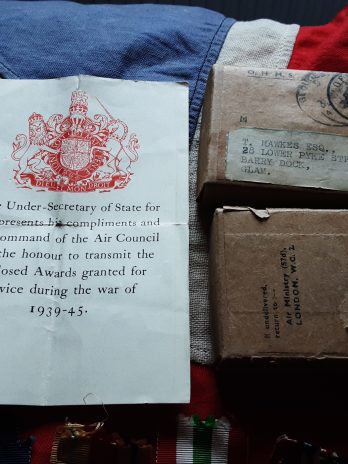 DIEU ET MON DROIT
Under-Secretary of State for
presents his compliments and
ommand of the Air Council
the honour to transmit the
losed Awards granted for
vice during the war of
1939-45.
O. H. M. S.
T. HAWKES ESQ.,
28 LOWER PYKE STR
BARRY DOCK,
GLAM.
If undelivered,
return to :—
Air Ministry
LONDON, W.C. 2